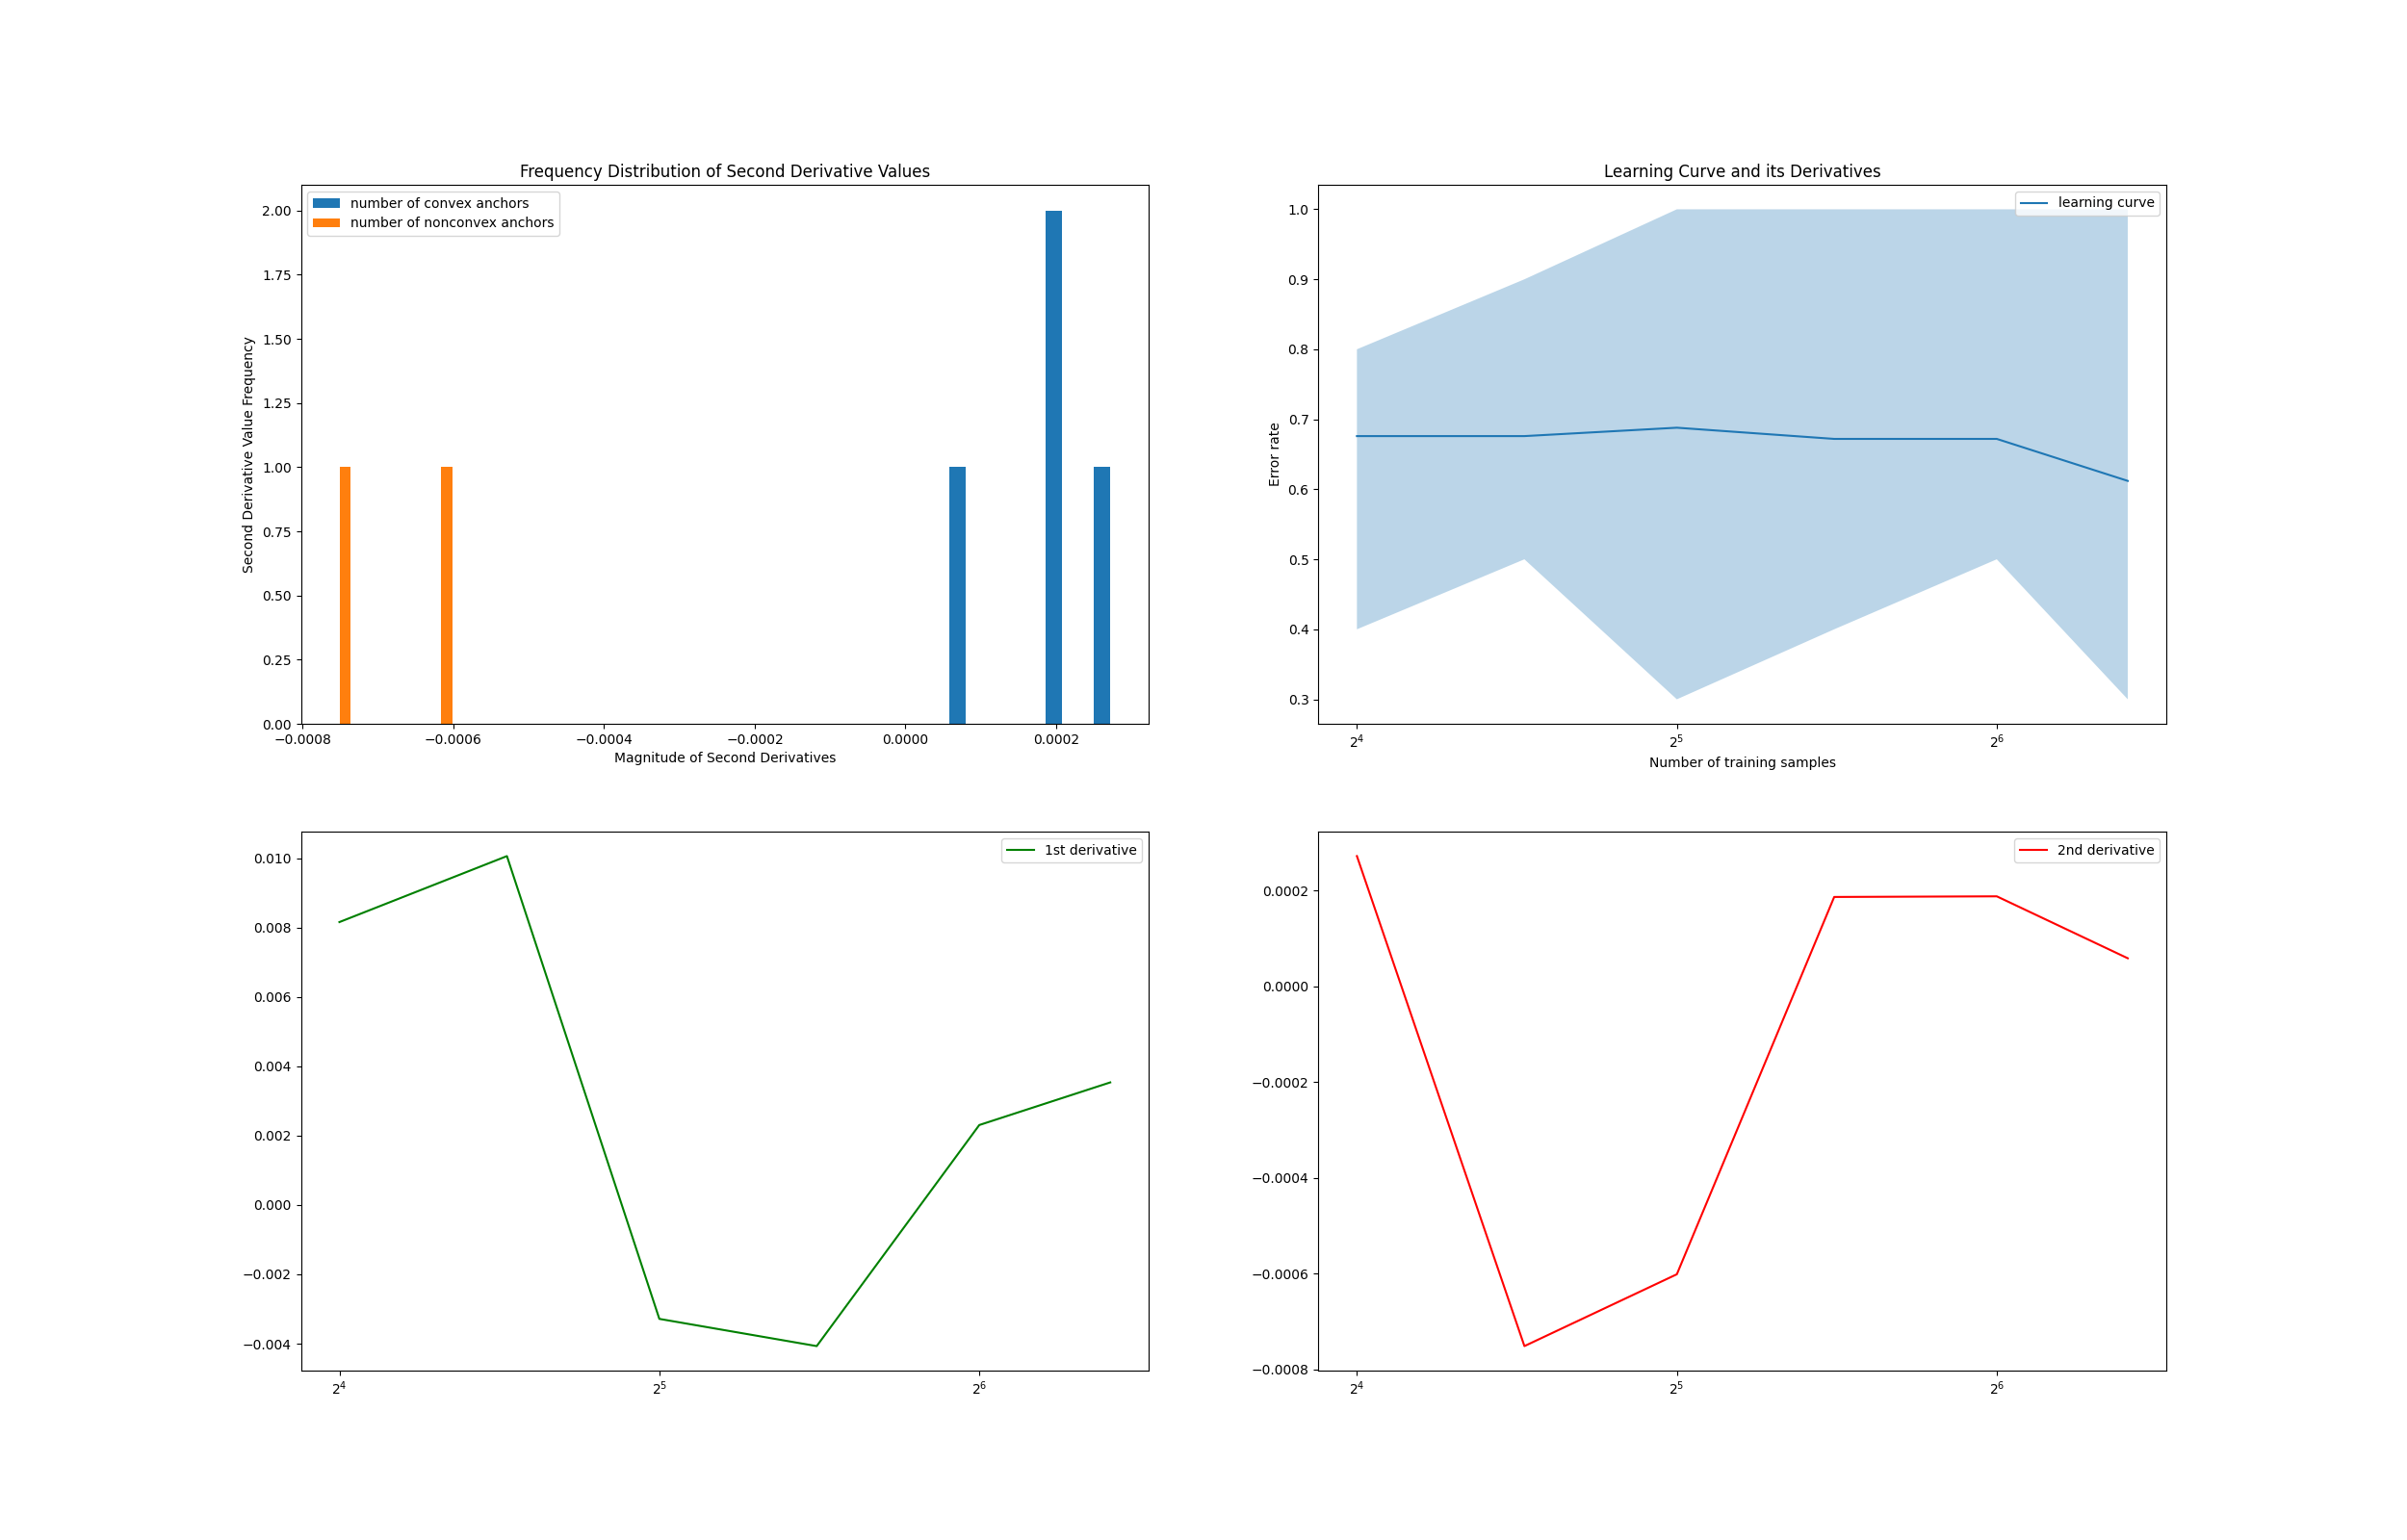 Frequency Distribution of Second Derivative Values
number of convex anchors
number of nonconvex anchors
2.00
1.75
1.50
1.25
1.00
0.75
0.50
0.25
0.00
Second Derivative Value Frequency
−0.0008 −0.0006 −0.0004 −0.0002 0.0000 0.0002
Magnitude of Second Derivatives
Learning Curve and its Derivatives
learning curve
1.0
0.9
0.8
0.7
0.6
0.5
0.4
0.3
Error rate
2⁴ 2⁵ 2⁶
Number of training samples
1st derivative
0.010
0.008
0.006
0.004
0.002
0.000
−0.002
−0.004
2⁴ 2⁵ 2⁶
2nd derivative
0.0002
0.0000
−0.0002
−0.0004
−0.0006
−0.0008
2⁴ 2⁵ 2⁶